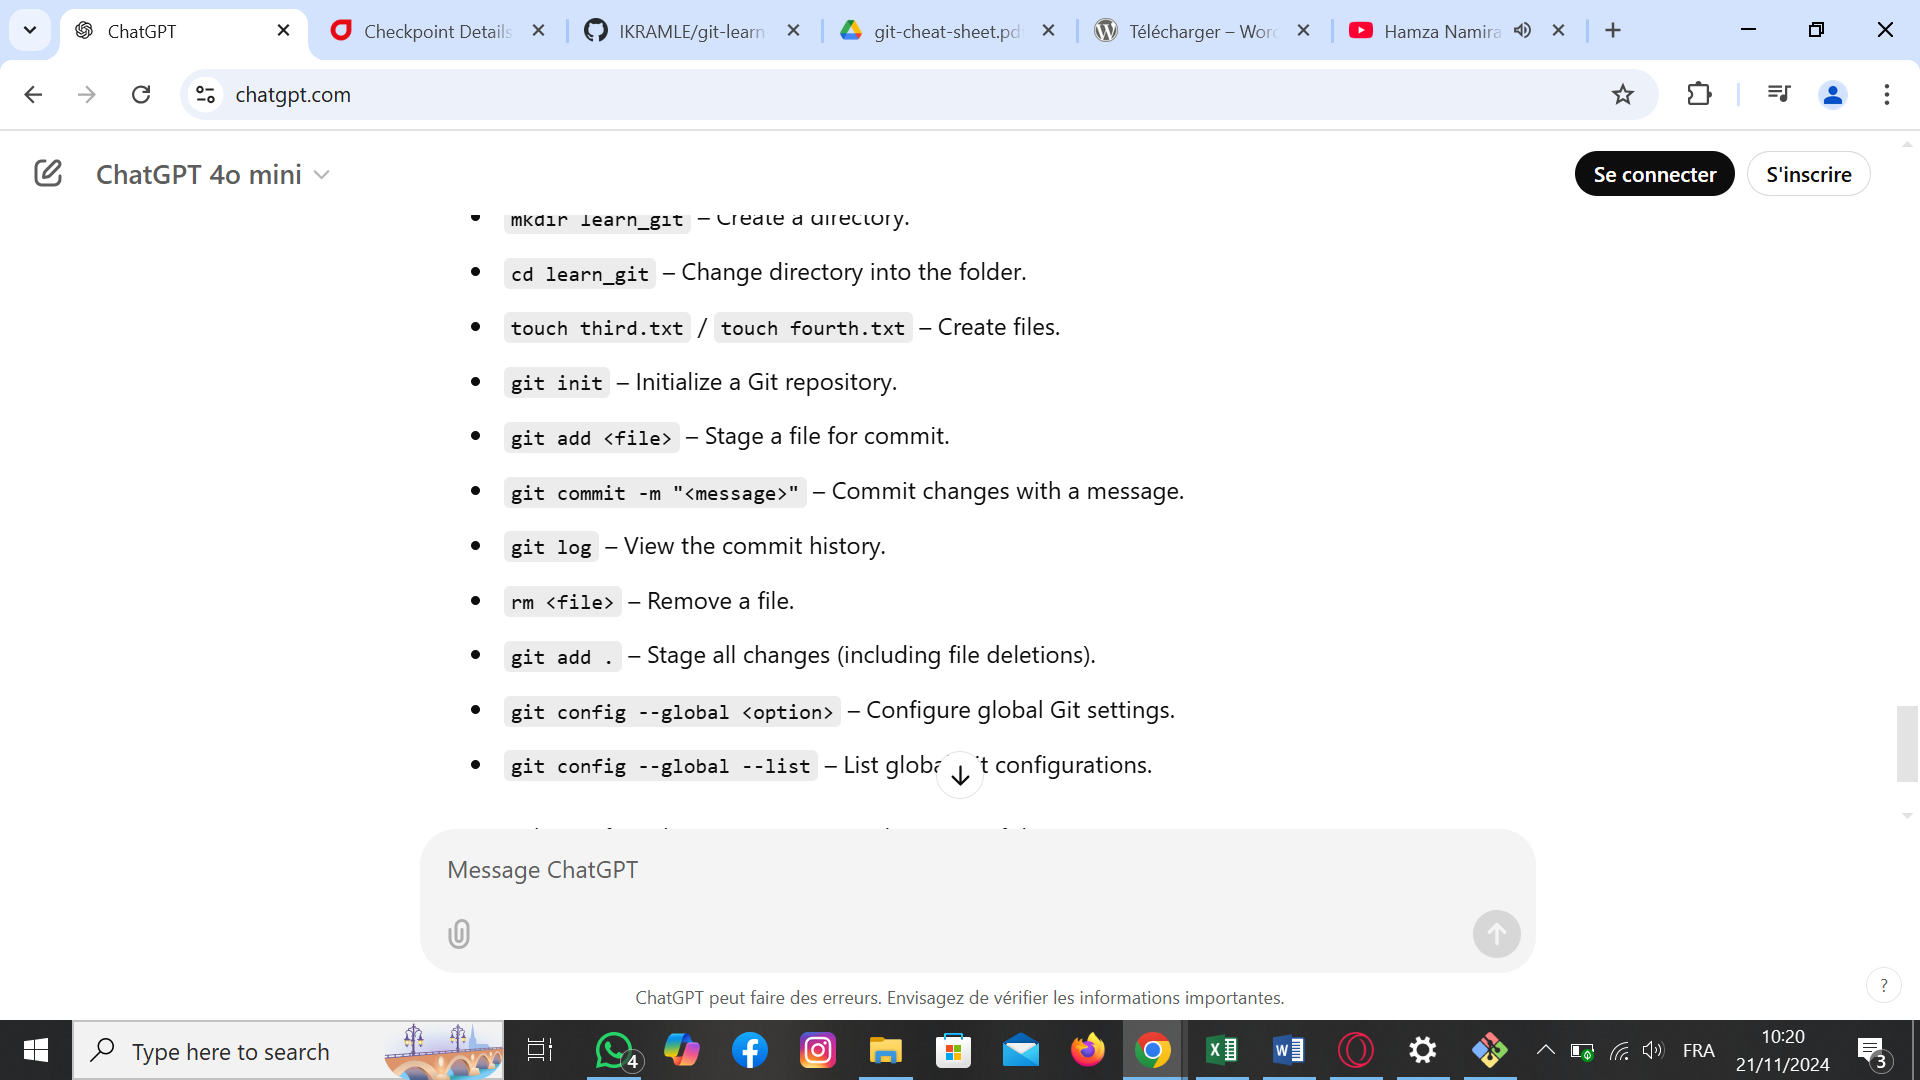 ChatGPT
Checkpoint Details
IKRAMLE/git-learn
git-cheat-sheet.pd
Télécharger – Word
Hamza Namira
chatgpt.com
ChatGPT 4o mini
Se connecter
S'inscrire
mkdir learn_git – Create a directory.
cd learn_git – Change directory into the folder.
touch third.txt / touch fourth.txt – Create files.
git init – Initialize a Git repository.
git add <file> – Stage a file for commit.
git commit -m "<message>" – Commit changes with a message.
git log – View the commit history.
rm <file> – Remove a file.
git add . – Stage all changes (including file deletions).
git config --global <option> – Configure global Git settings.
git config --global --list – List global Git configurations.
Message ChatGPT
ChatGPT peut faire des erreurs. Envisagez de vérifier les informations importantes.
?
Type here to search
4
FRA
10:20
21/11/2024
3